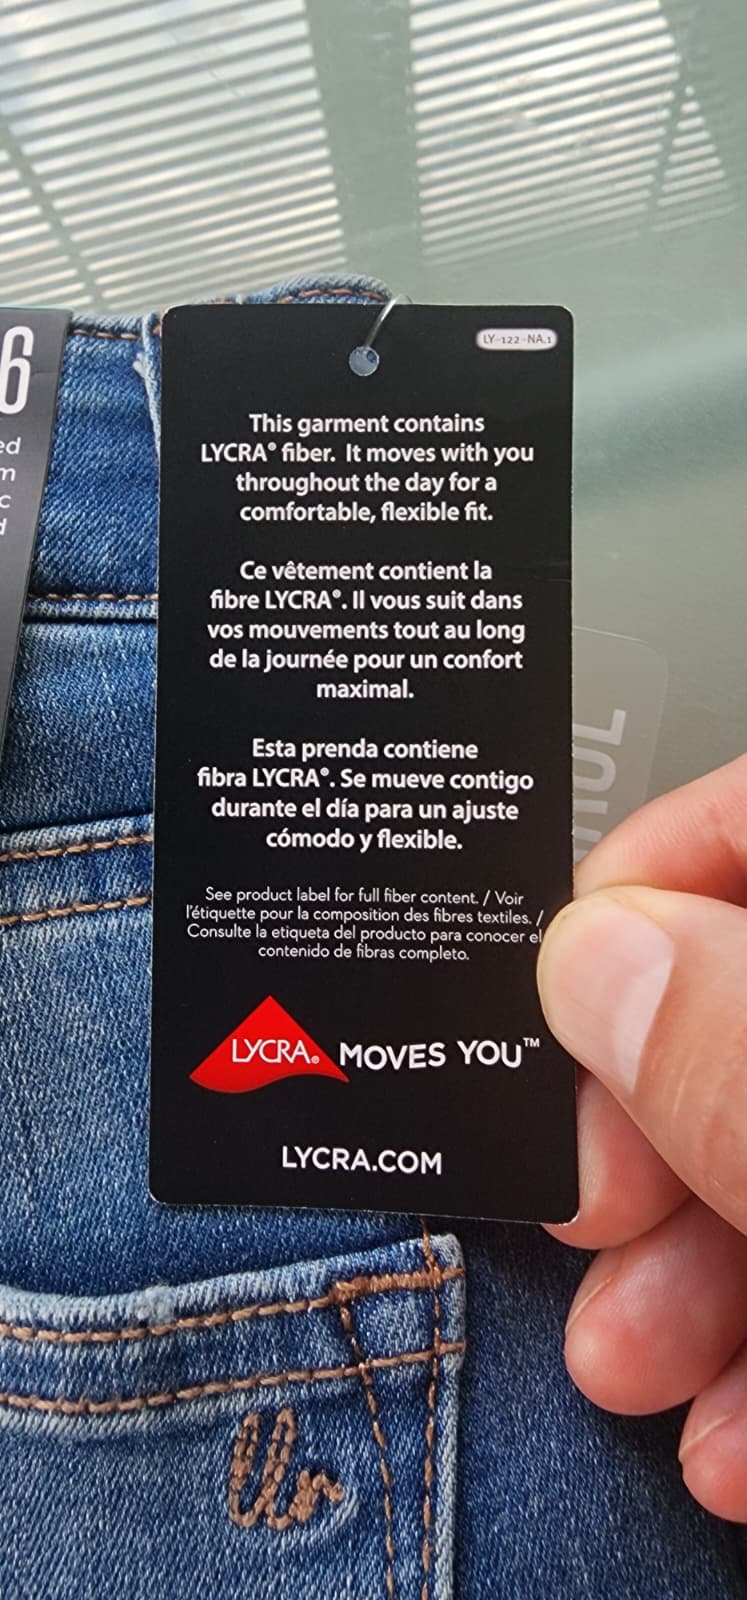 6
ed
m
c
d
LY-122-NA.1
This garment contains
LYCRA® fiber. It moves with you
throughout the day for a
comfortable, flexible fit.
Ce vêtement contient la
fibre LYCRA®. Il vous suit dans
vos mouvements tout au long
de la journée pour un confort
maximal.
Esta prenda contiene
fibra LYCRA®. Se mueve contigo
durante el día para un ajuste
cómodo y flexible.
See product label for full fiber content. / Voir
l'étiquette pour la composition des fibres textiles. /
Consulte la etiqueta del producto para conocer el
contenido de fibras completo.
LYCRA® MOVES YOU™
LYCRA.COM